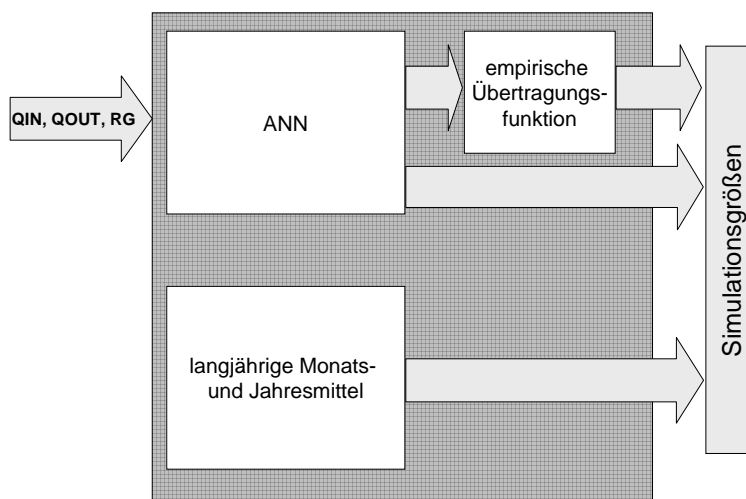 QIN, QOUT, RG
ANN
empirische
Übertragungs-
funktion
langjährige Monats-
und Jahresmittel
Simulationsgrößen